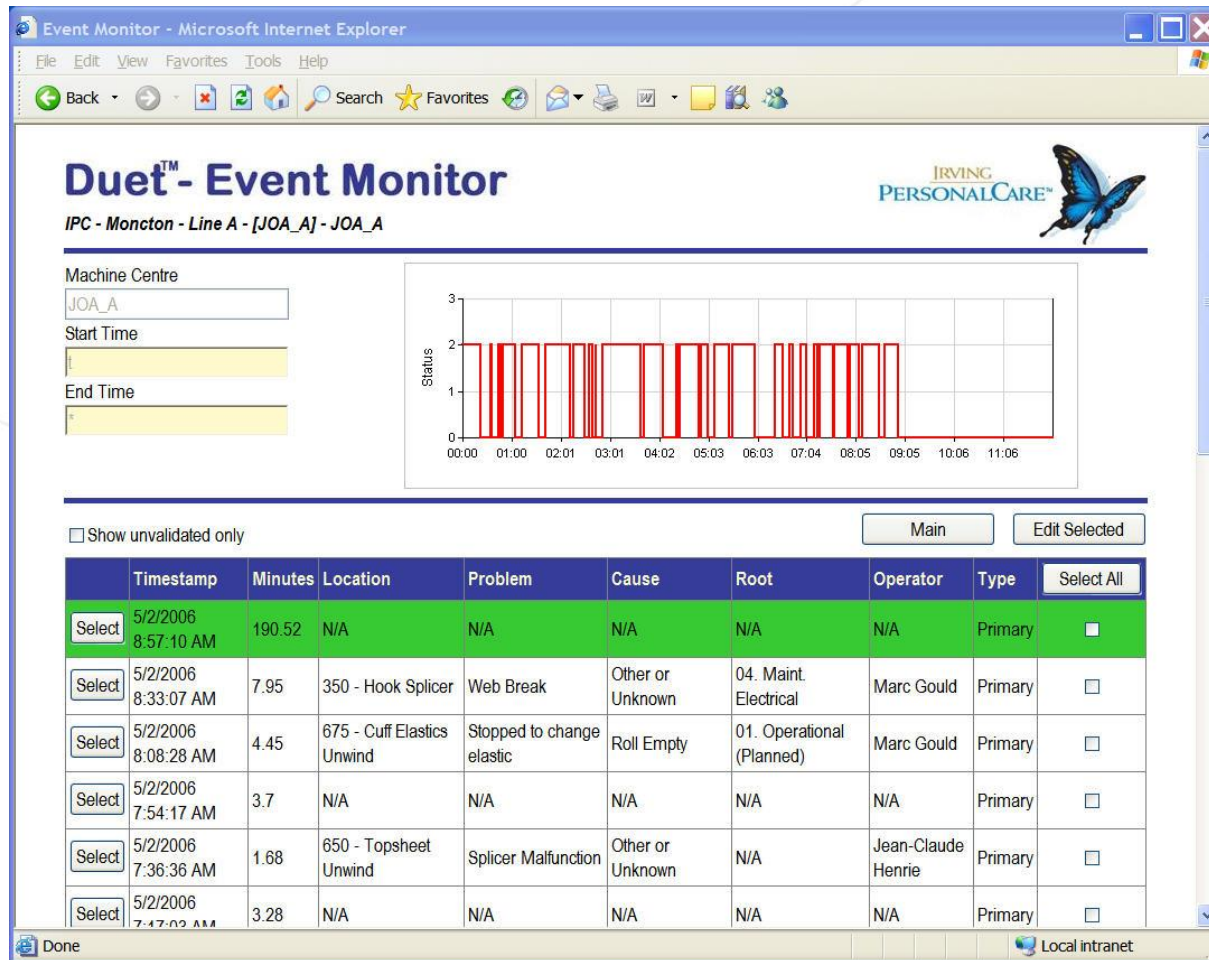 Event Monitor - Microsoft Internet Explorer
File Edit View Favorites Tools Help
Back Search Favorites
Duet™- Event Monitor
IRVING
PERSONALCARE™
IPC - Moncton - Line A - [JOA_A] - JOA_A
Machine Centre
JOA_A
Start Time
t
End Time
*
Status
3
2
1
0
00:00 01:00 02:01 03:01 04:02 05:03 06:03 07:04 08:05 09:05 10:06 11:06
Show unvalidated only
Main
Edit Selected
Timestamp Minutes Location Problem Cause Root Operator Type Select All
Select 5/2/2006 8:57:10 AM 190.52 N/A N/A N/A N/A N/A Primary
Select 5/2/2006 8:33:07 AM 7.95 350 - Hook Splicer Web Break Other or Unknown 04. Maint. Electrical Marc Gould Primary
Select 5/2/2006 8:08:28 AM 4.45 675 - Cuff Elastics Unwind Stopped to change elastic Roll Empty 01. Operational (Planned) Marc Gould Primary
Select 5/2/2006 7:54:17 AM 3.7 N/A N/A N/A N/A N/A Primary
Select 5/2/2006 7:36:36 AM 1.68 650 - Topsheet Unwind Splicer Malfunction Other or Unknown N/A Jean-Claude Henrie Primary
Select 5/2/2006 7:17:03 AM 3.28 N/A N/A N/A N/A N/A Primary
Done
Local intranet